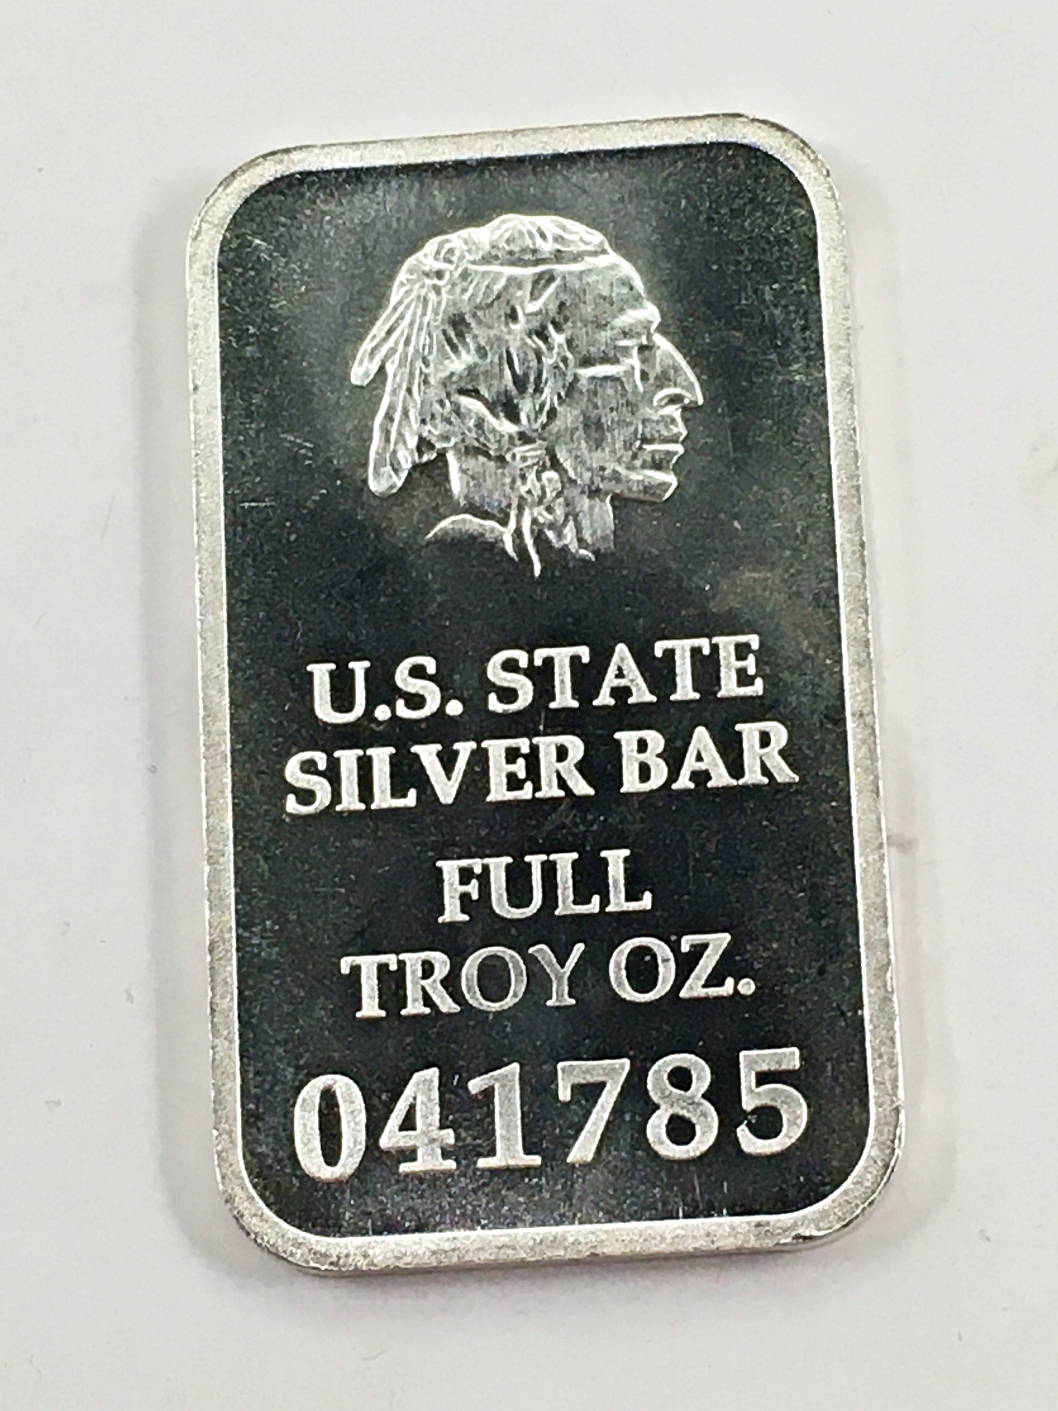 U.S. STATE
SILVER BAR
FULL
TROY OZ.
041785